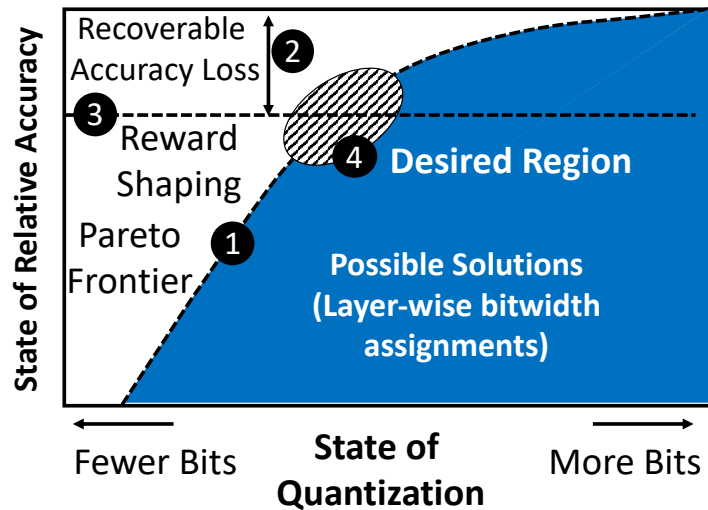 Recoverable
Accuracy Loss
2
3
Reward
Shaping
4
Desired Region
Pareto
Frontier
1
Possible Solutions
(Layer-wise bitwidth
assignments)
State of Relative Accuracy
Fewer Bits
State of
Quantization
More Bits